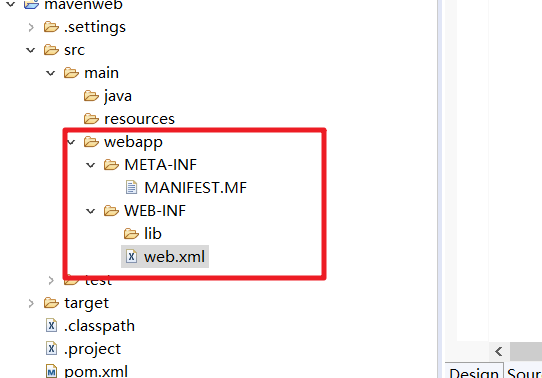 mavenweb
.settings
src
main
java
resources
webapp
META-INF
MANIFEST.MF
WEB-INF
lib
web.xml
test
target
.classpath
.project
pom.xml
Design
Sour